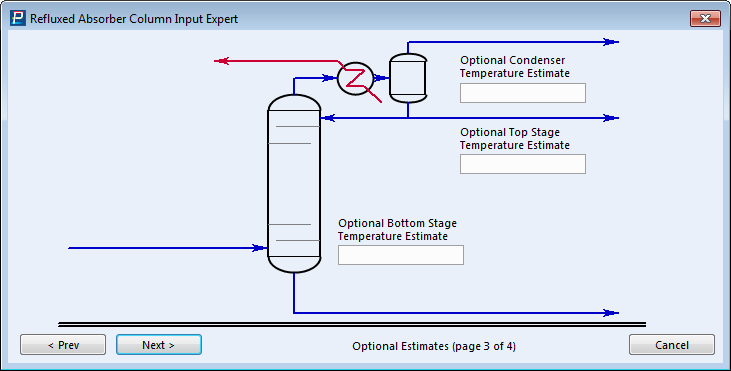 Refluxed Absorber Column Input Expert
Optional Condenser
Temperature Estimate
Optional Top Stage
Temperature Estimate
Optional Bottom Stage
Temperature Estimate
< Prev
Next >
Optional Estimates (page 3 of 4)
Cancel